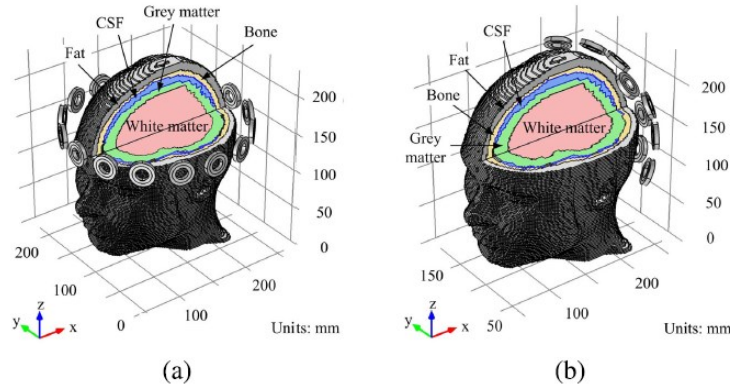 Grey matter
CSF
Bone
Fat
White matter
200
150
100
50
0
200
100
0
100
200
z
y
x
Units: mm
(a)
CSF
Fat
Bone
White matter
Grey
matter
200
150
100
50
0
150
50
100
200
z
y
x
Units: mm
(b)